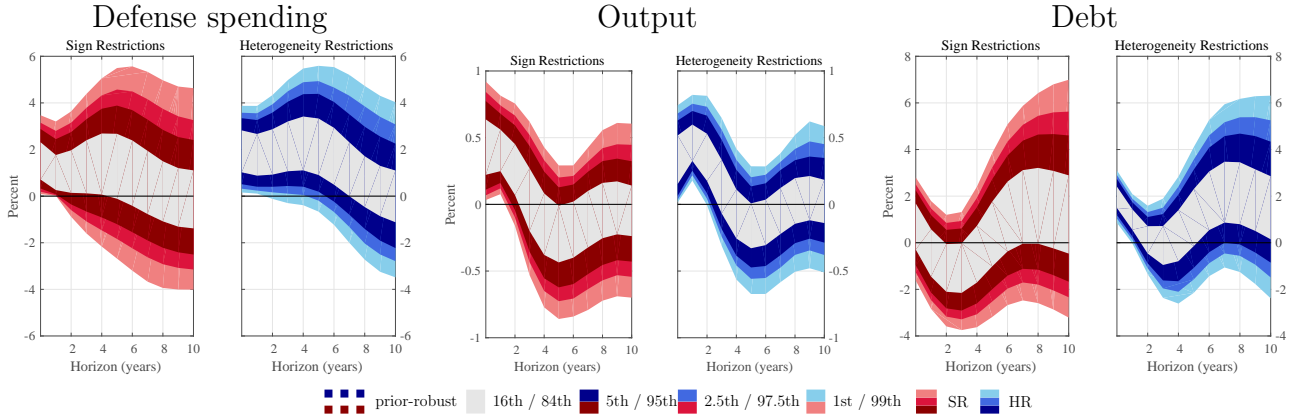 Defense spending
Output
Debt
Sign Restrictions
Heterogeneity Restrictions
Sign Restrictions
Heterogeneity Restrictions
Sign Restrictions
Heterogeneity Restrictions
6
4
2
0
-2
-4
-6
Percent
2 4 6 8 10
Horizon (years)
6
4
2
0
-2
-4
-6
2 4 6 8 10
Horizon (years)
1
0.5
0
-0.5
-1
Percent
2 4 6 8 10
Horizon (years)
1
0.5
0
-0.5
-1
2 4 6 8 10
Horizon (years)
8
6
4
2
0
-2
-4
Percent
2 4 6 8 10
Horizon (years)
8
6
4
2
0
-2
-4
2 4 6 8 10
Horizon (years)
prior-robust 16th / 84th 5th / 95th 2.5th / 97.5th 1st / 99th SR HR